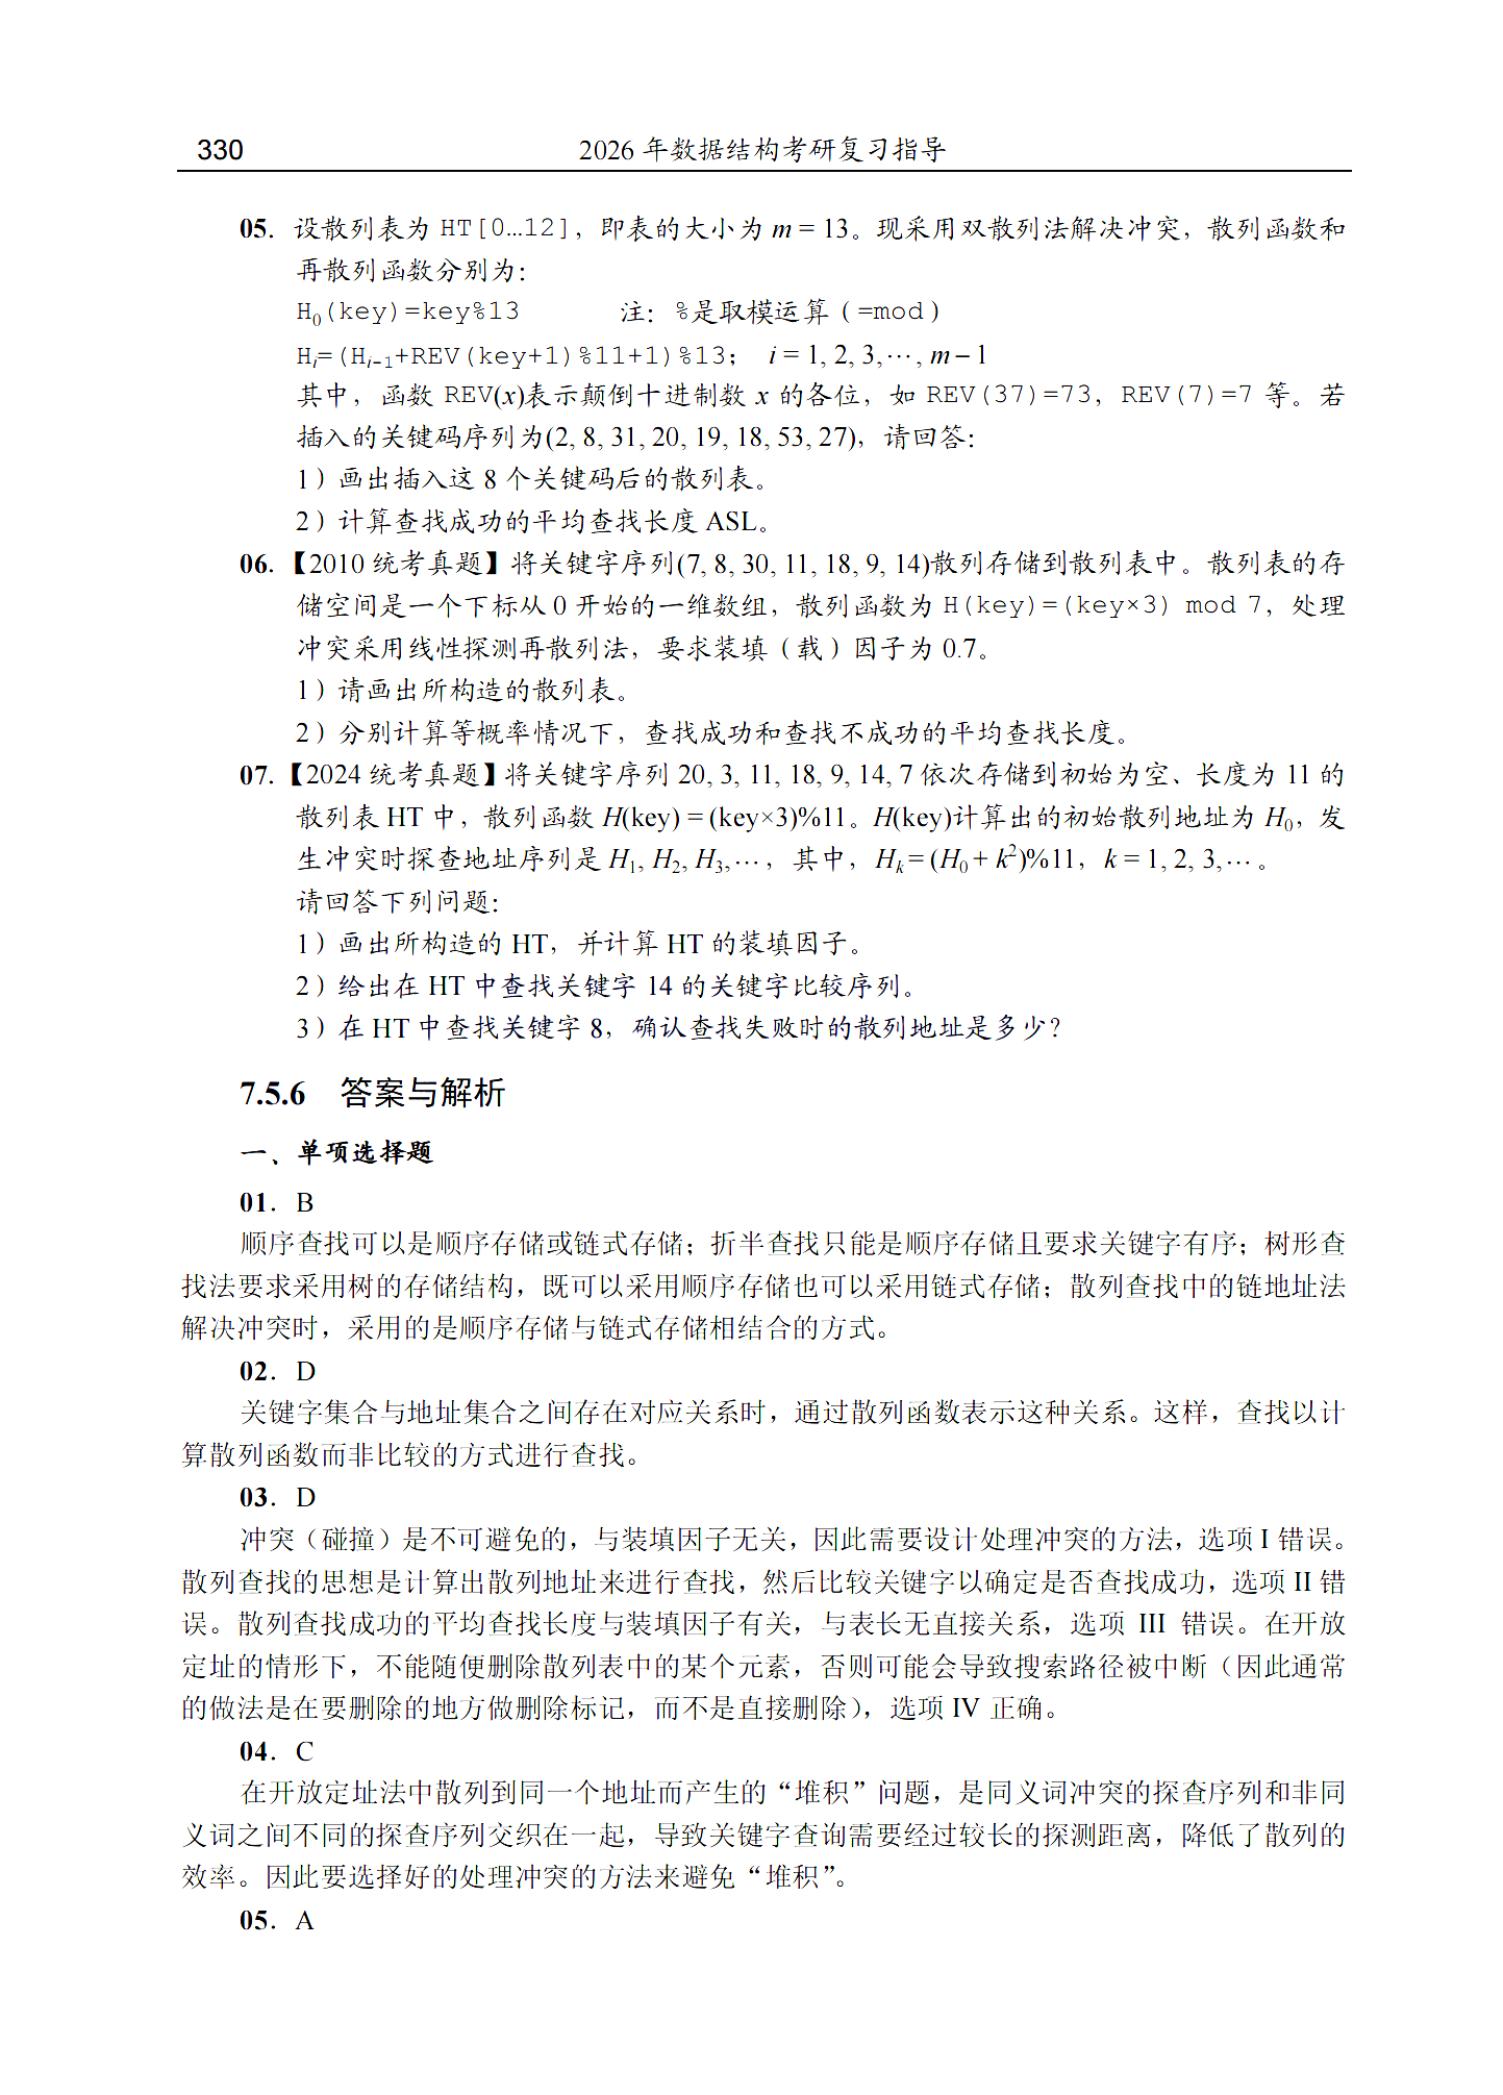 330 2026 年数据结构考研复习指导
05. 设散列表为 HT[0…12]，即表的大小为 m = 13。现采用双散列法解决冲突，散列函数和
再散列函数分别为：
H₀(key)=key%13 注：%是取模运算（=mod）
Hᵢ=(Hᵢ₋₁+REV(key+1)%11+1)%13； i = 1, 2, 3,⋯, m – 1
其中，函数 REV(x)表示颠倒十进制数 x 的各位，如 REV(37)=73，REV(7)=7 等。若
插入的关键码序列为(2, 8, 31, 20, 19, 18, 53, 27)，请回答：
1）画出插入这 8 个关键码后的散列表。
2）计算查找成功的平均查找长度 ASL。
06.【2010 统考真题】将关键字序列(7, 8, 30, 11, 18, 9, 14)散列存储到散列表中。散列表的存
储空间是一个下标从 0 开始的一维数组，散列函数为 H(key)=(key×3) mod 7，处理
冲突采用线性探测再散列法，要求装填（载）因子为 0.7。
1）请画出所构造的散列表。
2）分别计算等概率情况下，查找成功和查找不成功的平均查找长度。
07.【2024 统考真题】将关键字序列 20, 3, 11, 18, 9, 14, 7 依次存储到初始为空、长度为 11 的
散列表 HT 中，散列函数 H(key) = (key×3)%11。H(key)计算出的初始散列地址为 H₀，发
生冲突时探查地址序列是 H₁, H₂, H₃,⋯，其中，Hₖ = (H₀ + k²)%11，k = 1, 2, 3,⋯。
请回答下列问题：
1）画出所构造的 HT，并计算 HT 的装填因子。
2）给出在 HT 中查找关键字 14 的关键字比较序列。
3）在 HT 中查找关键字 8，确认查找失败时的散列地址是多少？
7.5.6 答案与解析
一、单项选择题
01. B
顺序查找可以是顺序存储或链式存储；折半查找只能是顺序存储且要求关键字有序；树形查
找法要求采用树的存储结构，既可以采用顺序存储也可以采用链式存储；散列查找中的链地址法
解决冲突时，采用的是顺序存储与链式存储相结合的方式。
02. D
关键字集合与地址集合之间存在对应关系时，通过散列函数表示这种关系。这样，查找以计
算散列函数而非比较的方式进行查找。
03. D
冲突（碰撞）是不可避免的，与装填因子无关，因此需要设计处理冲突的方法，选项 I 错误。
散列查找的思想是计算出散列地址来进行查找，然后比较关键字以确定是否查找成功，选项 II 错
误。散列查找成功的平均查找长度与装填因子有关，与表长无直接关系，选项 III 错误。在开放
定址的情形下，不能随便删除散列表中的某个元素，否则可能会导致搜索路径被中断（因此通常
的做法是在要删除的地方做删除标记，而不是直接删除），选项 IV 正确。
04. C
在开放定址法中散列到同一个地址而产生的“堆积”问题，是同义词冲突的探查序列和非同
义词之间不同的探查序列交织在一起，导致关键字查询需要经过较长的探测距离，降低了散列的
效率。因此要选择好的处理冲突的方法来避免“堆积”。
05. A